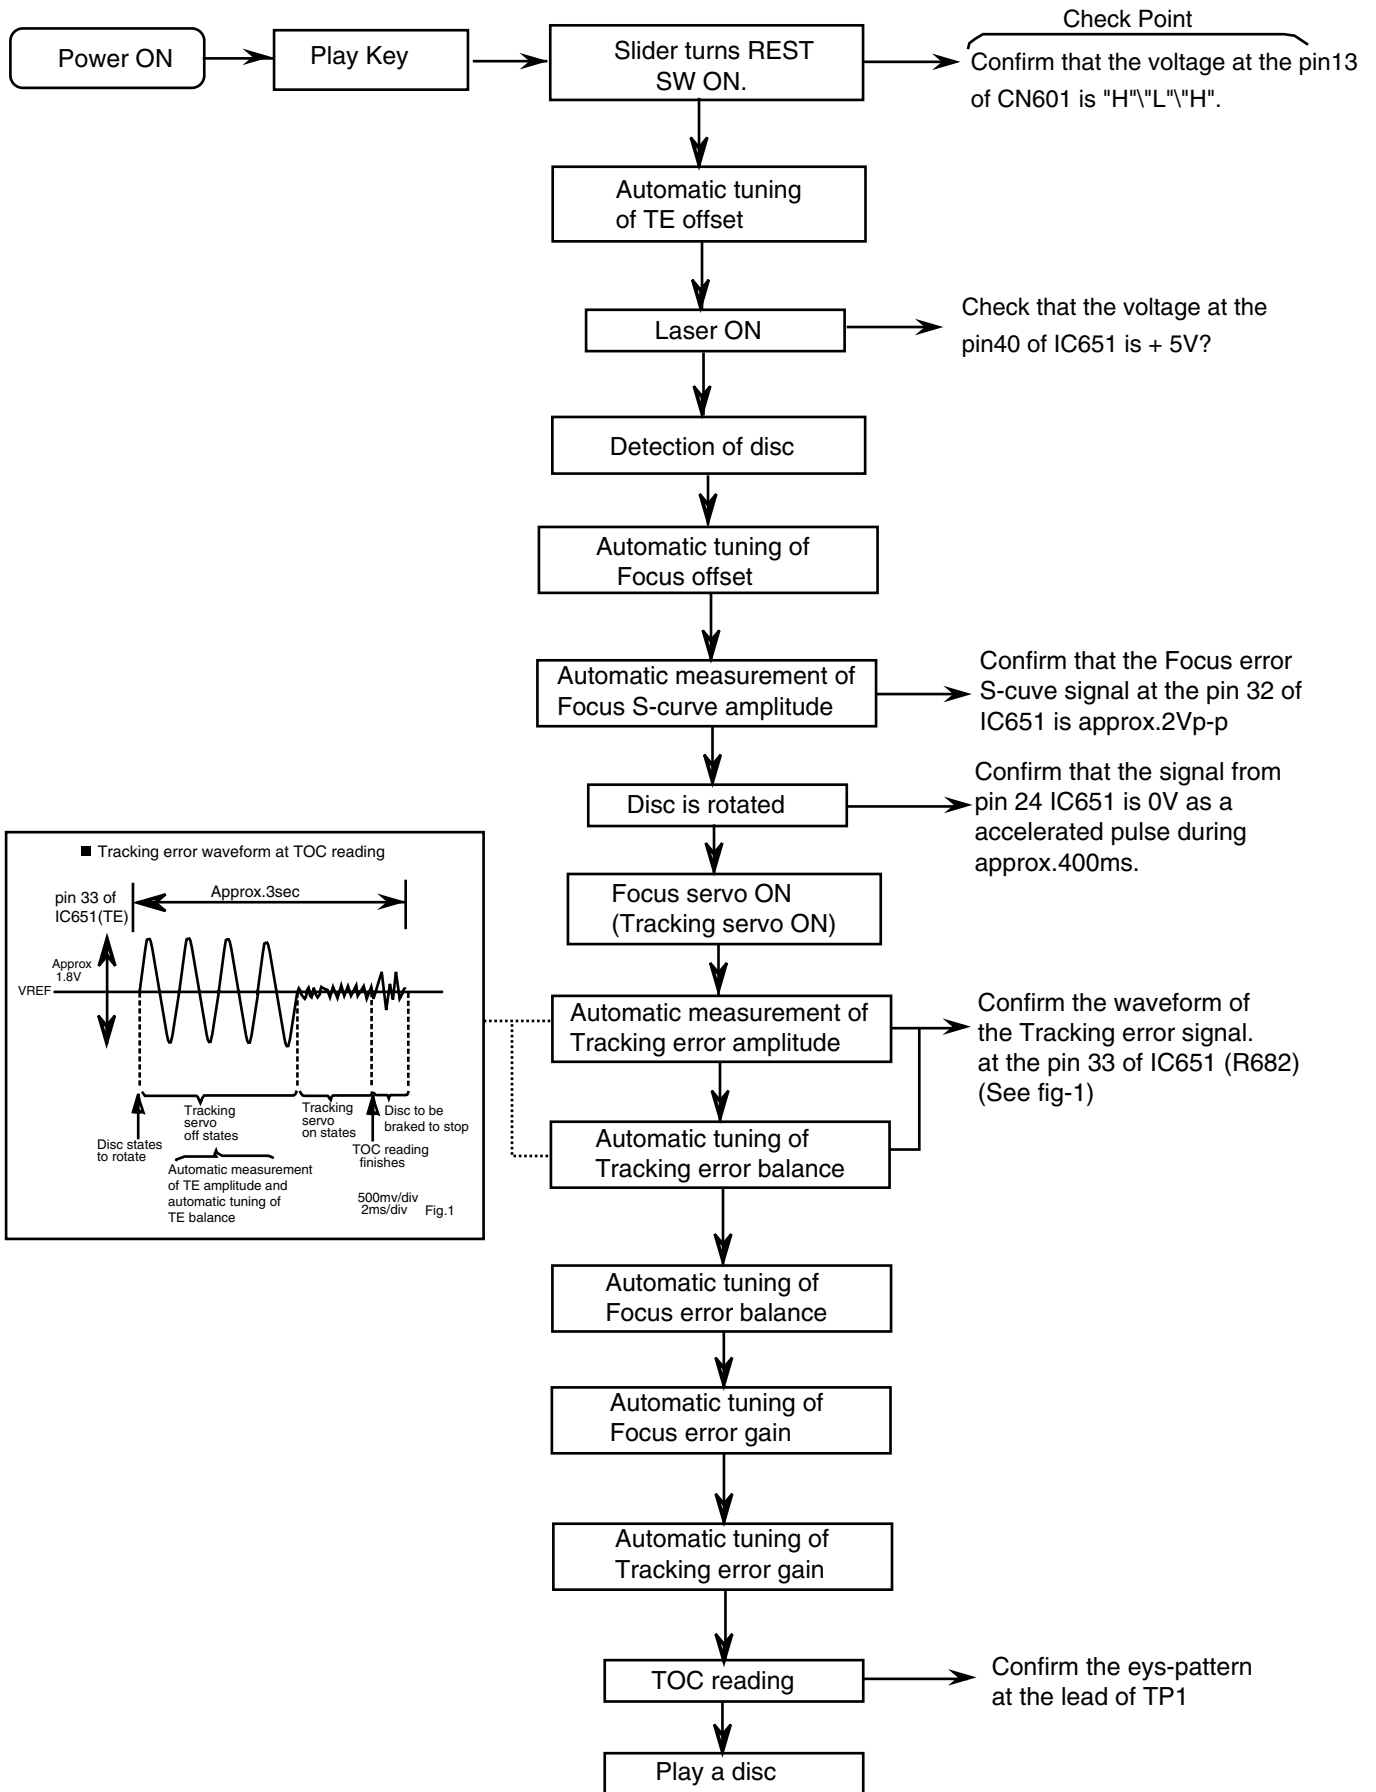 Check Point
Power ON
Play Key
Slider turns REST
SW ON.
Confirm that the voltage at the pin13
of CN601 is "H"\"L"\"H".
Automatic tuning
of TE offset
Laser ON
Check that the voltage at the
pin40 of IC651 is + 5V?
Detection of disc
Automatic tuning of
Focus offset
Automatic measurement of
Focus S-curve amplitude
Confirm that the Focus error
S-cuve signal at the pin 32 of
IC651 is approx.2Vp-p
Disc is rotated
Confirm that the signal from
pin 24 IC651 is 0V as a
accelerated pulse during
approx.400ms.
Focus servo ON
(Tracking servo ON)
■ Tracking error waveform at TOC reading
pin 33 of
IC651(TE)
Approx.3sec
Approx
1.8V
VREF
Disc states
to rotate
Tracking
servo
off states
Tracking
servo
on states
Disc to be
braked to stop
TOC reading
finishes
Automatic measurement
of TE amplitude and
automatic tuning of
TE balance
500mv/div
2ms/div
Fig.1
Automatic measurement of
Tracking error amplitude
Confirm the waveform of
the Tracking error signal.
at the pin 33 of IC651 (R682)
(See fig-1)
Automatic tuning of
Tracking error balance
Automatic tuning of
Focus error balance
Automatic tuning of
Focus error gain
Automatic tuning of
Tracking error gain
TOC reading
Confirm the eys-pattern
at the lead of TP1
Play a disc